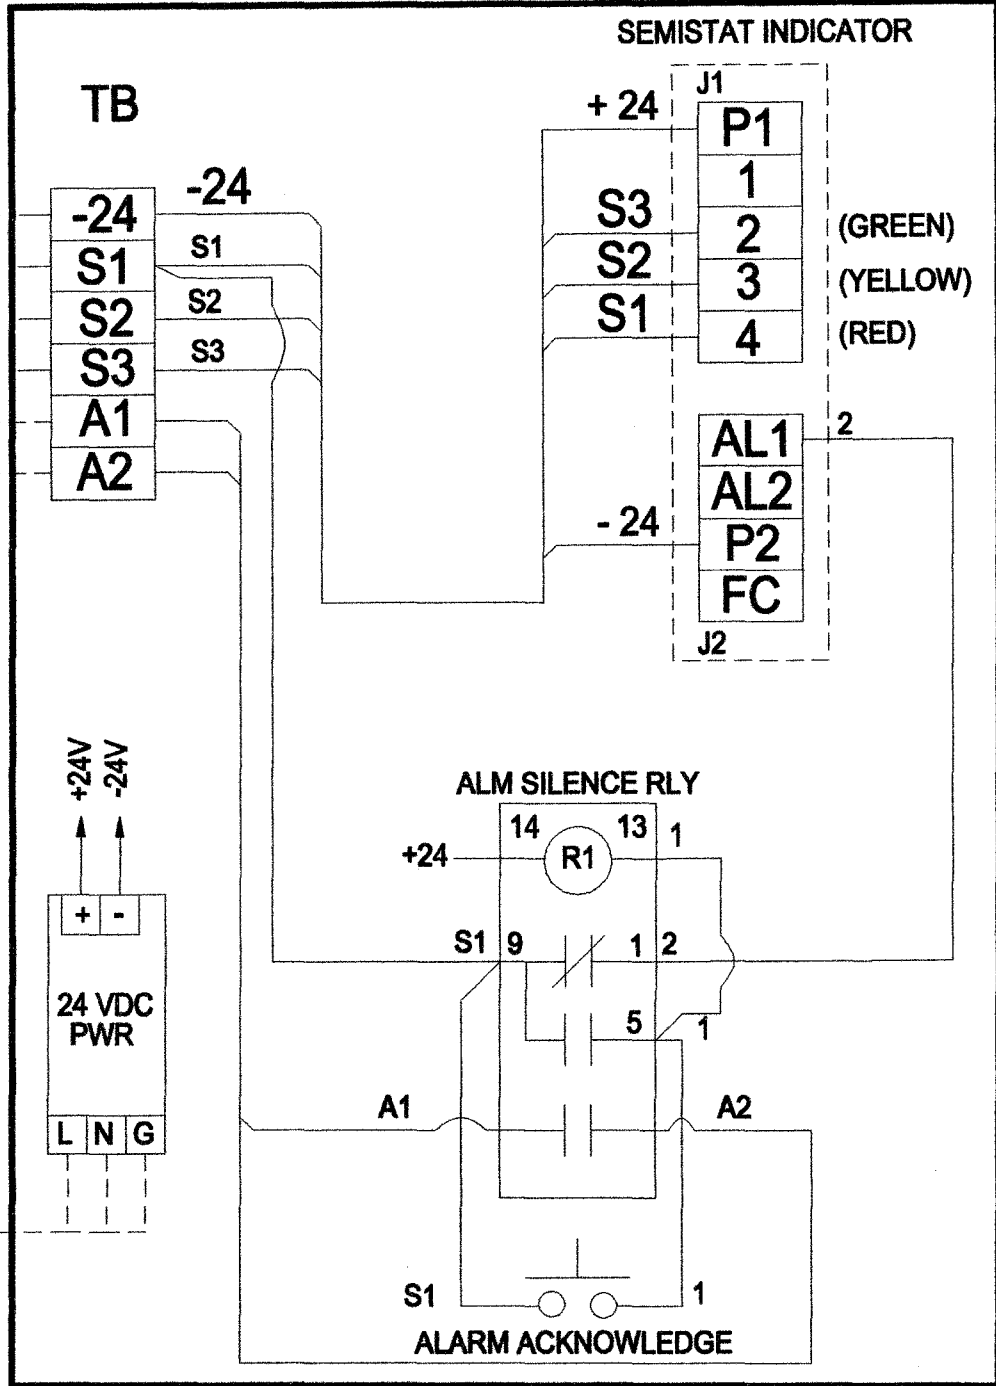 SEMISTAT INDICATOR
TB
J1
+ 24
P1
1
S3
2
(GREEN)
S2
3
(YELLOW)
S1
4
(RED)
-24
-24
S1
S1
S2
S2
S3
S3
A1
A2
AL1
2
AL2
- 24
P2
FC
J2
+24V
-24V
+ -
24 VDC
PWR
L N G
ALM SILENCE RLY
14
13
1
+24
R1
S1
9
1
2
5
1
A1
A2
S1
1
ALARM ACKNOWLEDGE